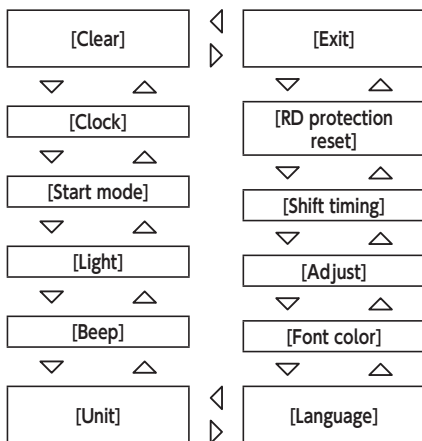 [Clear]
[Exit]
[Clock]
[RD protection
reset]
[Start mode]
[Shift timing]
[Light]
[Adjust]
[Beep]
[Font color]
[Unit]
[Language]